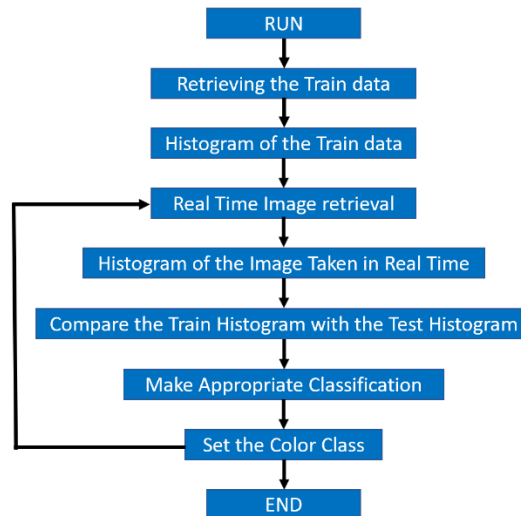 RUN
Retrieving the Train data
Histogram of the Train data
Real Time Image retrieval
Histogram of the Image Taken in Real Time
Compare the Train Histogram with the Test Histogram
Make Appropriate Classification
Set the Color Class
END